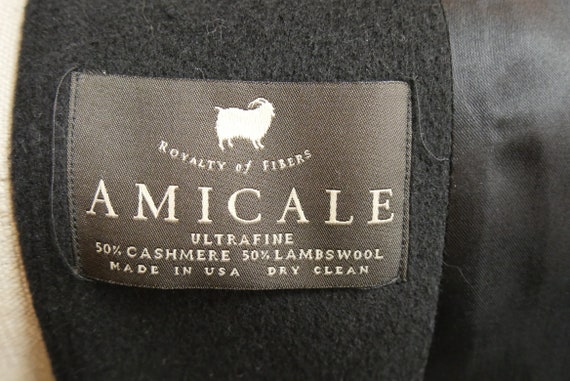 ROYALTY of FIBERS
AMICALE
ULTRAFINE
50% CASHMERE 50% LAMBSWOOL
MADE IN USA DRY CLEAN